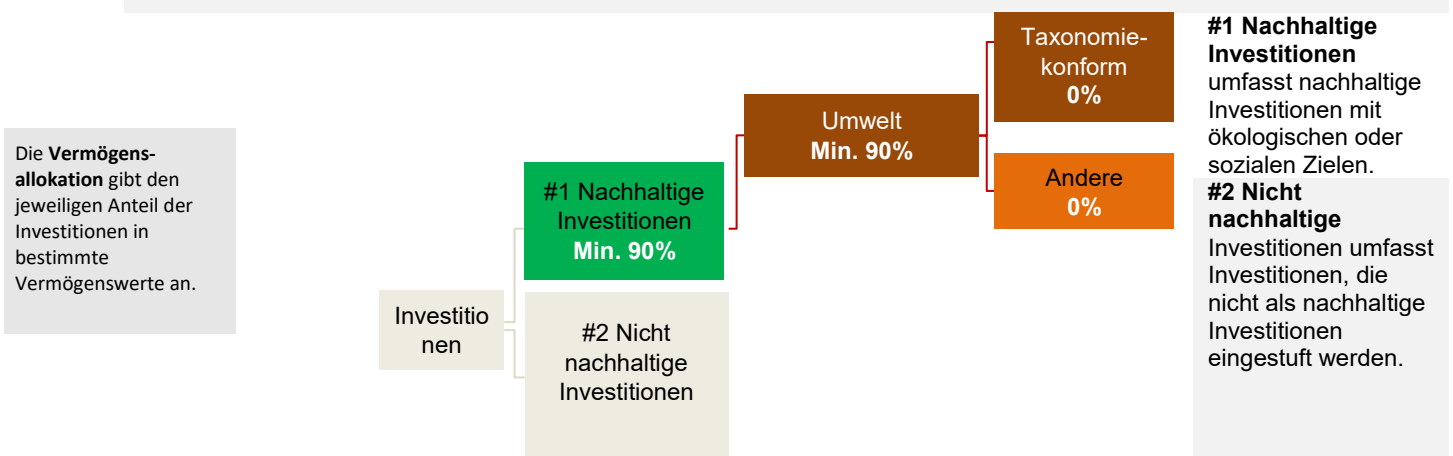 Die Vermögens-
allokation gibt den
jeweiligen Anteil der
Investitionen in
bestimmte
Vermögenswerte an.
Investitio
nen
#1 Nachhaltige
Investitionen
Min. 90%
#2 Nicht
nachhaltige
Investitionen
Umwelt
Min. 90%
Taxonomie-
konform
0%
Andere
0%
#1 Nachhaltige
Investitionen
umfasst nachhaltige
Investitionen mit
ökologischen oder
sozialen Zielen.
#2 Nicht
nachhaltige
Investitionen umfasst
Investitionen, die
nicht als nachhaltige
Investitionen
eingestuft werden.